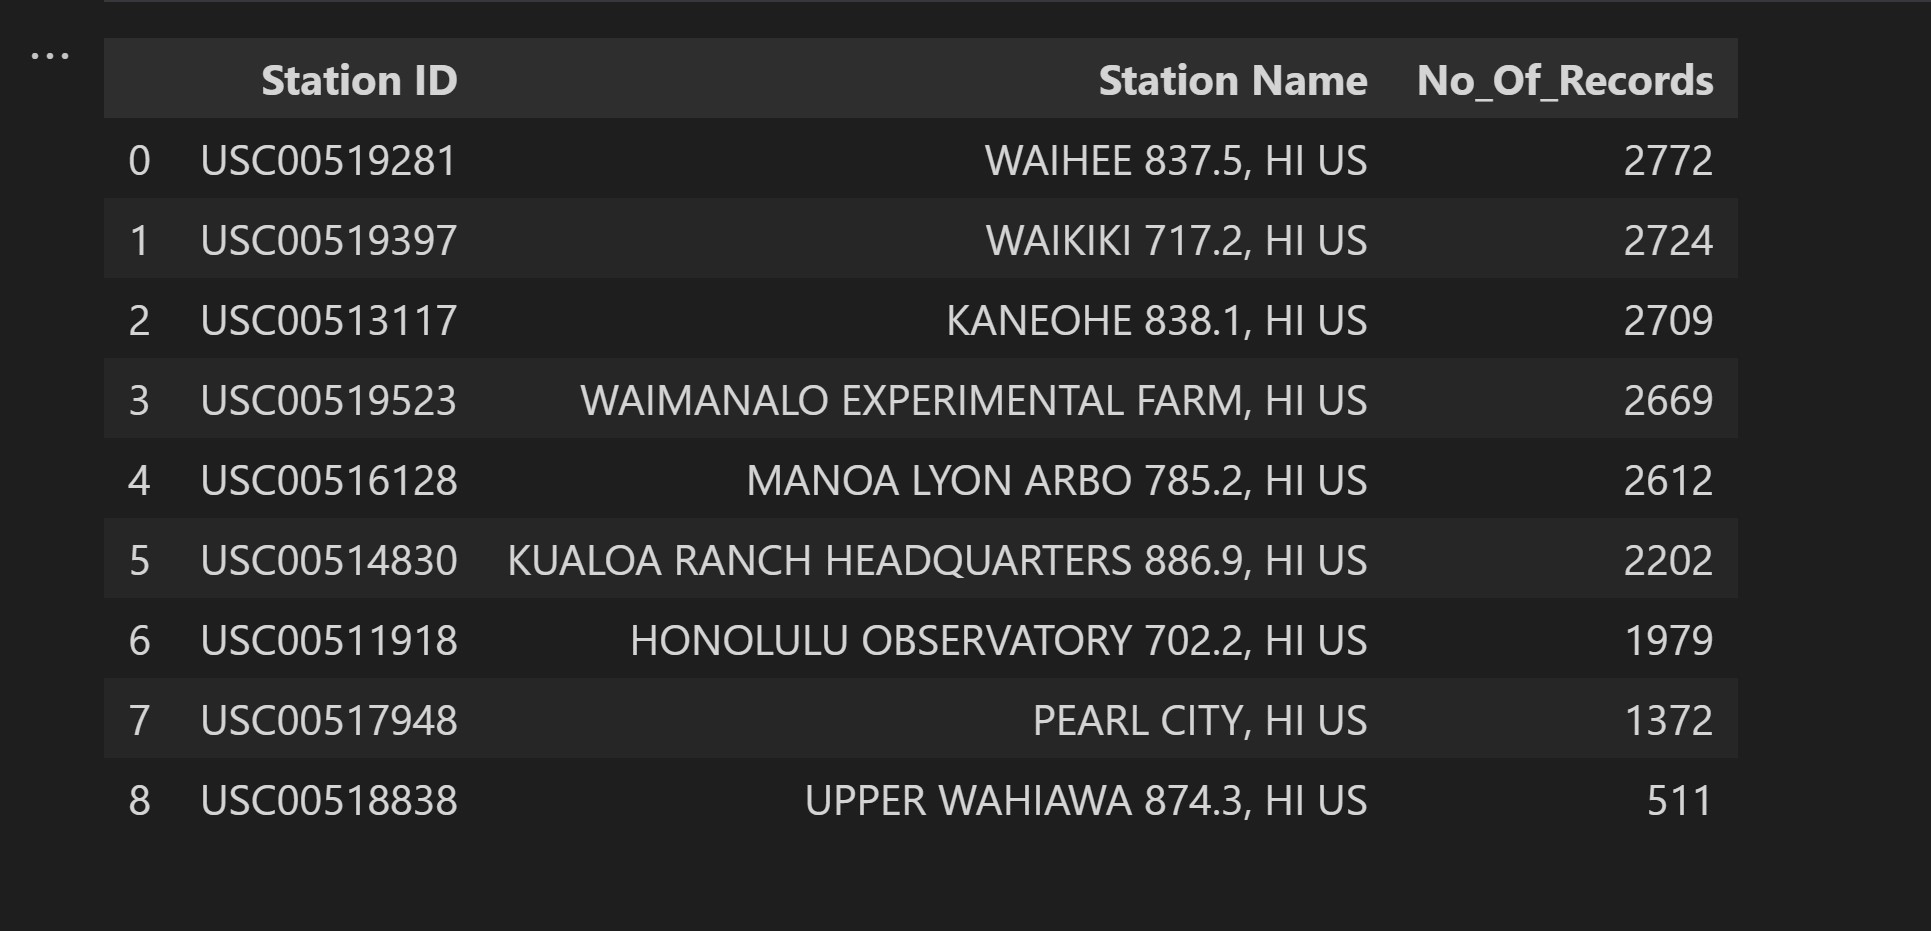 ...
Station ID Station Name No_Of_Records
0 USC00519281 WAIHEE 837.5, HI US 2772
1 USC00519397 WAIKIKI 717.2, HI US 2724
2 USC00513117 KANEOHE 838.1, HI US 2709
3 USC00519523 WAIMANALO EXPERIMENTAL FARM, HI US 2669
4 USC00516128 MANOA LYON ARBO 785.2, HI US 2612
5 USC00514830 KUALOA RANCH HEADQUARTERS 886.9, HI US 2202
6 USC00511918 HONOLULU OBSERVATORY 702.2, HI US 1979
7 USC00517948 PEARL CITY, HI US 1372
8 USC00518838 UPPER WAHIAWA 874.3, HI US 511